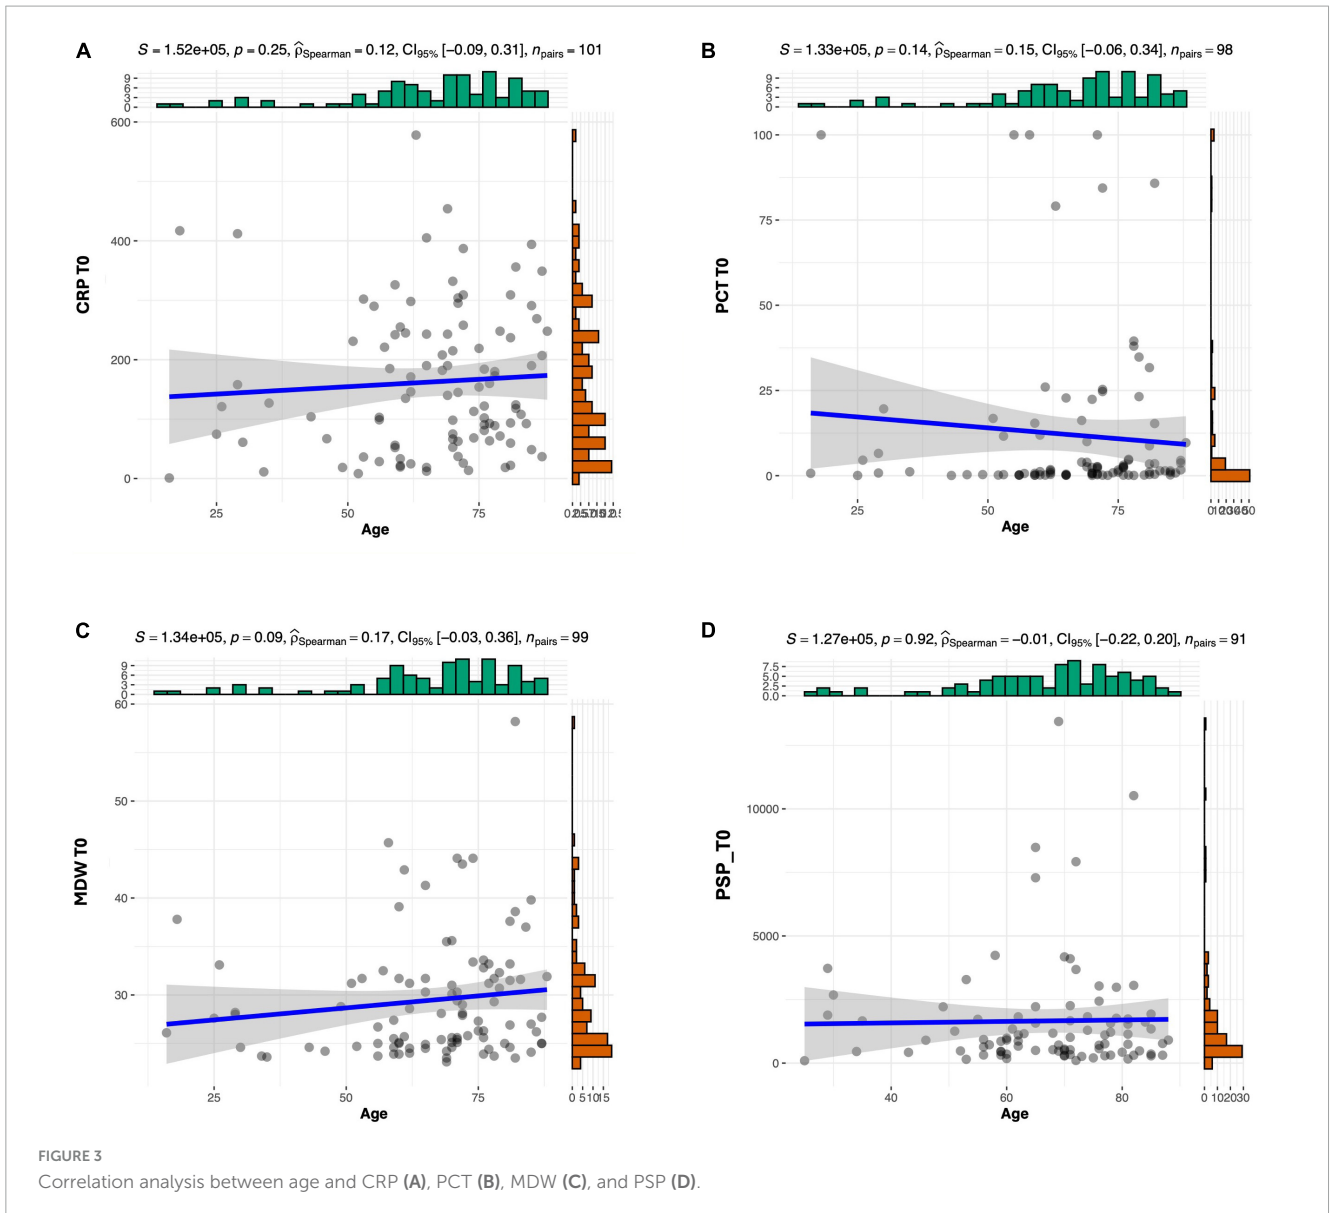 A
S = 1.52e+05, p = 0.25, ρ̂Spearman = 0.12, CI95% [−0.09, 0.31], npairs = 101
9
6
3
0
600
400
200
0
CRP T0
25 50 75
Age
B
S = 1.33e+05, p = 0.14, ρ̂Spearman = 0.15, CI95% [−0.06, 0.34], npairs = 98
9
6
3
0
100
75
50
25
0
PCT T0
25 50 75
0 10 20 30 40 50
Age
C
S = 1.34e+05, p = 0.09, ρ̂Spearman = 0.17, CI95% [−0.03, 0.36], npairs = 99
9
6
3
0
60
50
40
30
MDW T0
25 50 75
0 5 10 15
Age
D
S = 1.27e+05, p = 0.92, ρ̂Spearman = −0.01, CI95% [−0.22, 0.20], npairs = 91
7.5
5.0
2.5
0.0
10000
5000
0
PSP_T0
40 60 80
0 10 20 30
Age
FIGURE 3
Correlation analysis between age and CRP (A), PCT (B), MDW (C), and PSP (D).